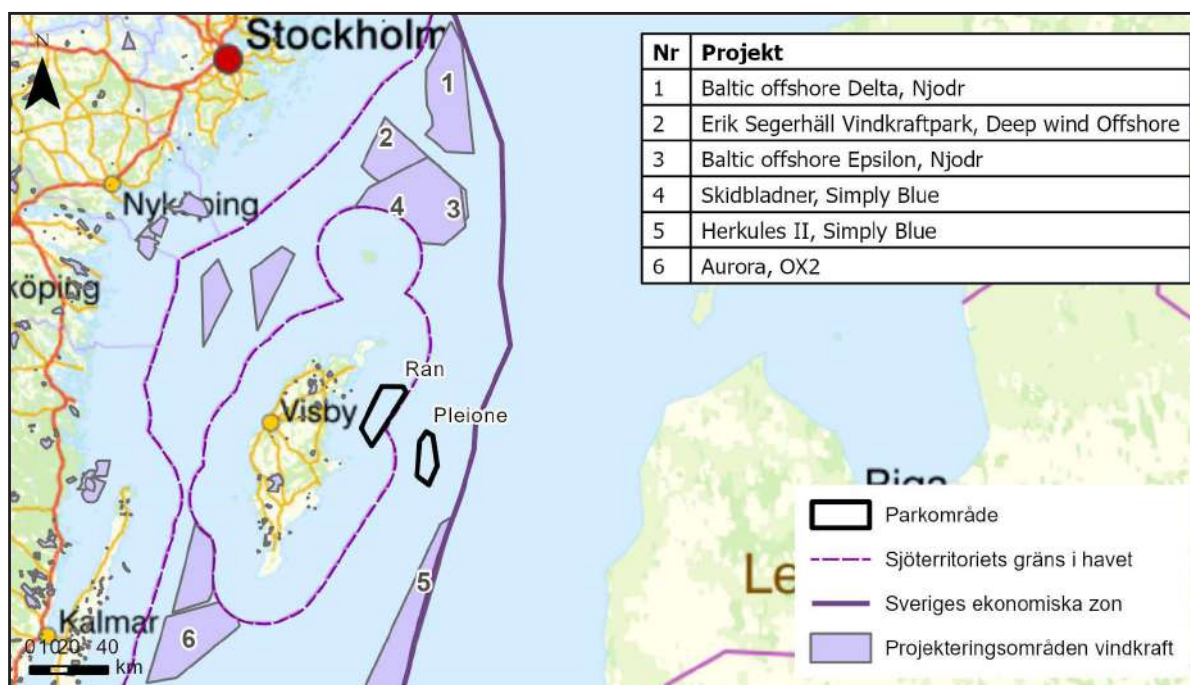 N
Stockholm
Nr Projekt
1 Baltic offshore Delta, Njodr
2 Erik Segerhäll Vindkraftpark, Deep wind Offshore
3 Baltic offshore Epsilon, Njodr
4 Skidbladner, Simply Blue
5 Herkules II, Simply Blue
6 Aurora, OX2
1
2
Nyköping
4
3
köping
Ran
Visby
Pleione
Riga
Parkområde
Sjöterritoriets gräns i havet
5
Le
Sveriges ekonomiska zon
Kalmar
6
0 10 20 40
km
Projekteringsområden vindkraft